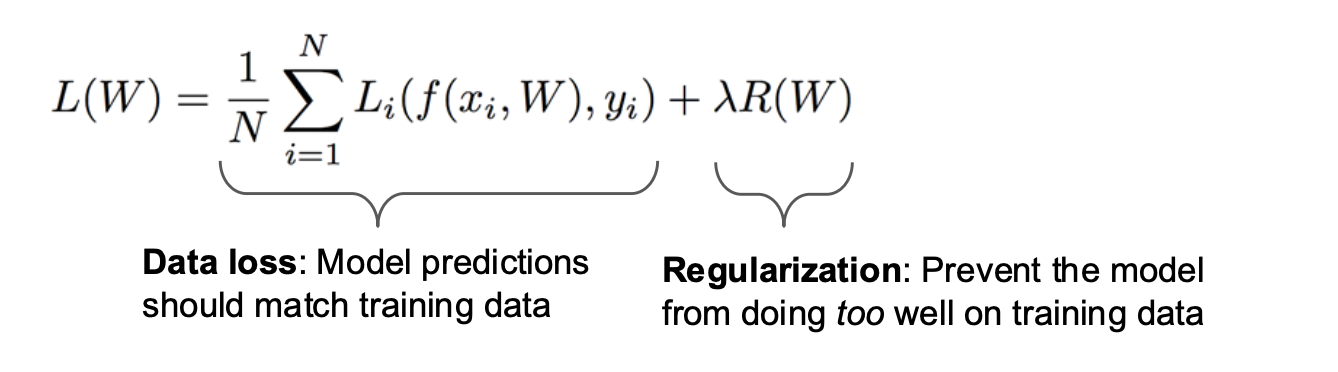 L(W) = \frac{1}{N} \sum_{i=1}^{N} L_i(f(x_i, W), y_i) + λR(W)
Data loss: Model predictions
should match training data
Regularization: Prevent the model
from doing too well on training data